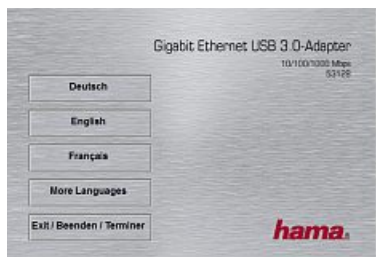 Gigabit Ethernet USB 3.0-Adapter
10/100/1000 Mbps
53128
Deutsch
English
Français
More Languages
Exit / Beenden / Terminer
hama.